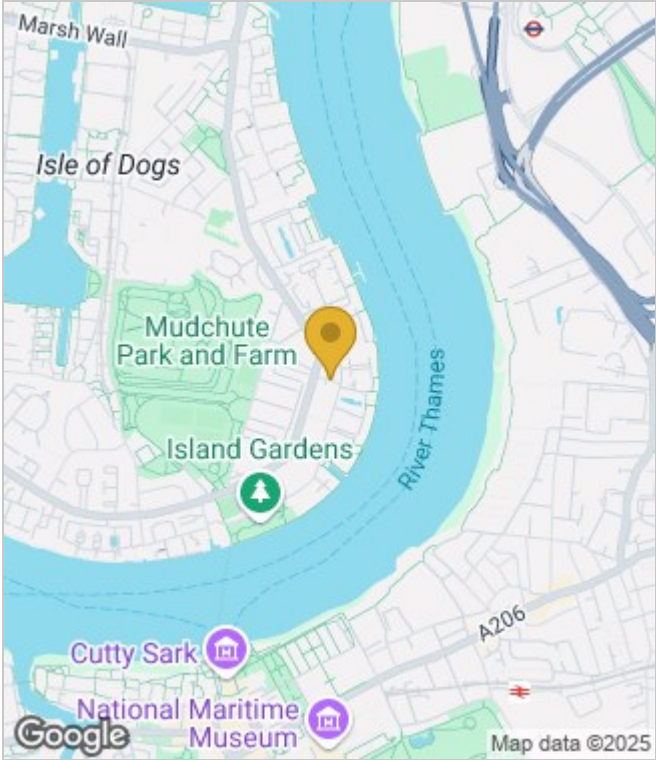 Marsh Wall
Isle of Dogs
Mudchute
Park and Farm
Island Gardens
River Thames
A206
Cutty Sark
National Maritime
Museum
Google
Map data ©2025